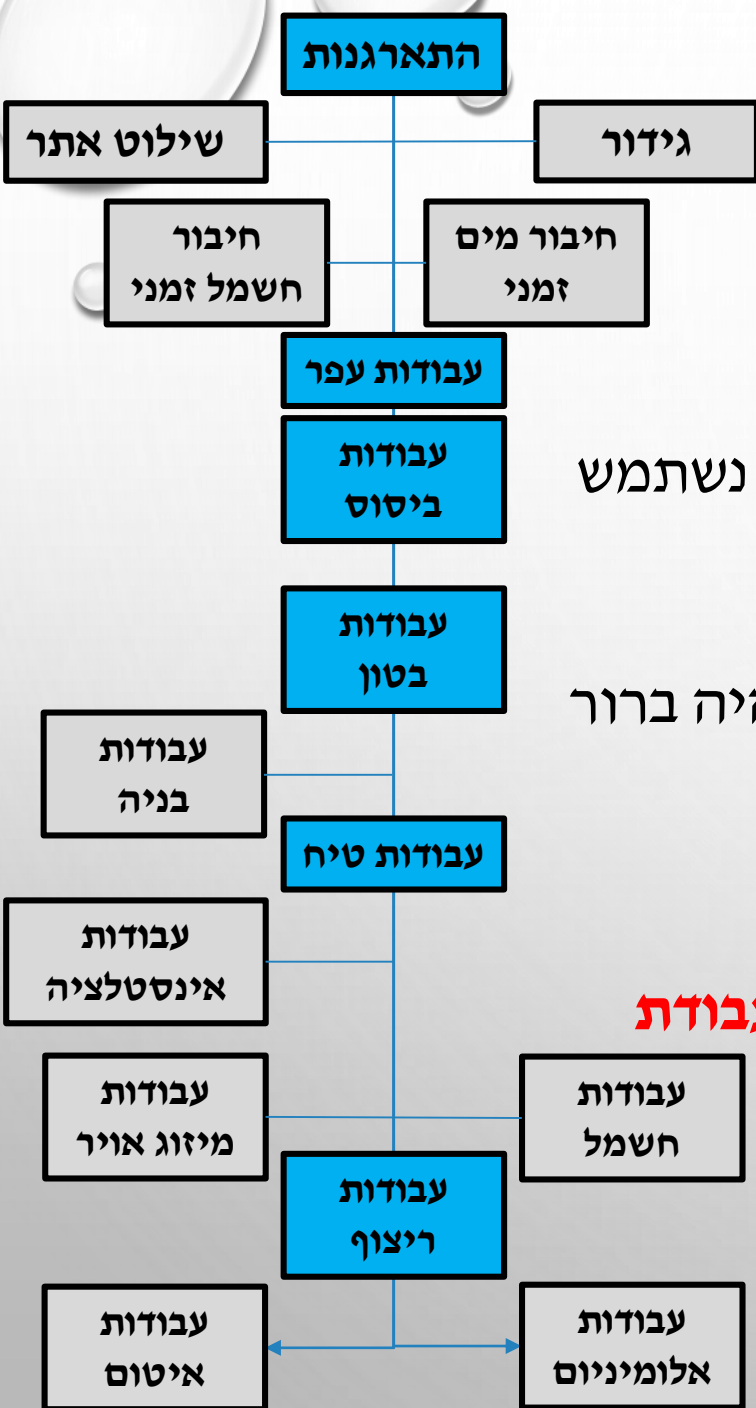 התארגנות
גידור
שילוט אתר
חיבור מים
זמני
חיבור
חשמל זמני
עבודות עפר
עבודות
ביסוס
נשתמש
עבודות
בטון
היה ברור
עבודות
בניה
עבודות טיח
עבודות
אינסטלציה
עבודת
עבודות
חשמל
עבודות
מיזוג אויר
עבודות
ריצוף
עבודות
אלומיניום
עבודות
איטום